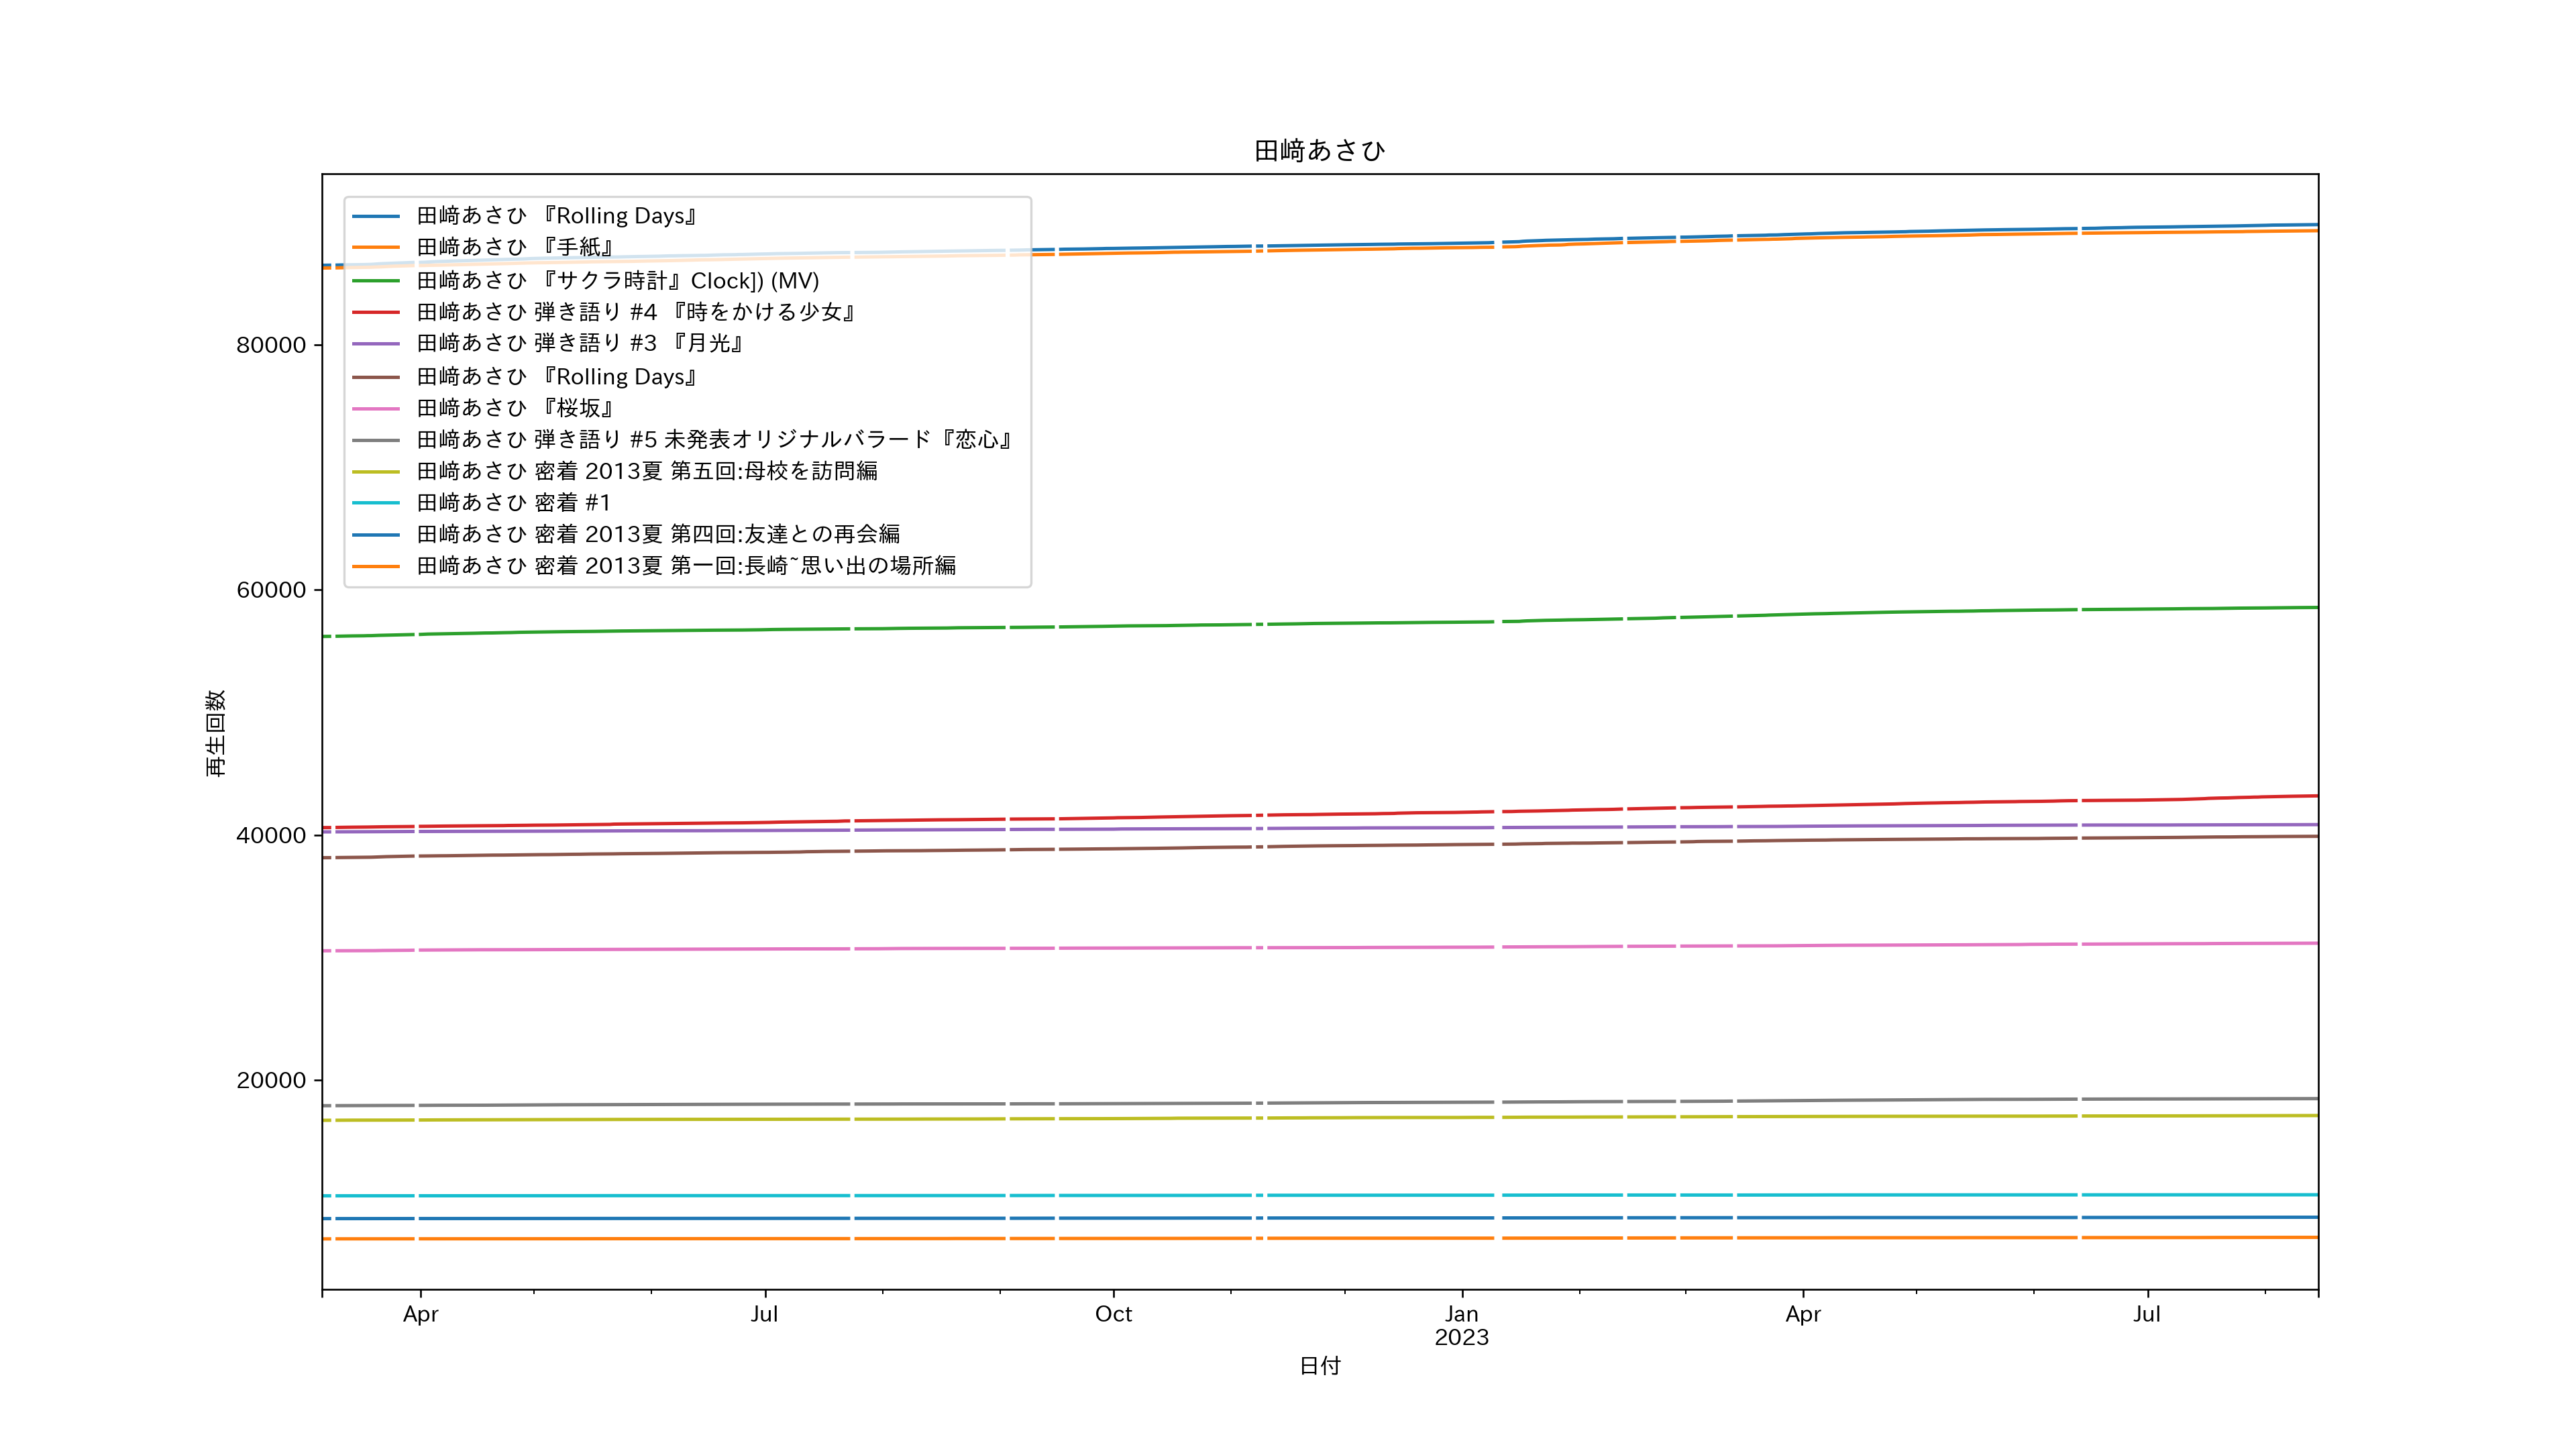 田﨑あさひ
田﨑あさひ 『Rolling Days』
田﨑あさひ 『手紙』
田﨑あさひ 『サクラ時計』Clock]) (MV)
田﨑あさひ 弾き語り #4 『時をかける少女』
田﨑あさひ 弾き語り #3 『月光』
田﨑あさひ 『Rolling Days』
田﨑あさひ 『桜坂』
田﨑あさひ 弾き語り #5 未発表オリジナルバラード『恋心』
田﨑あさひ 密着 2013夏 第五回:母校を訪問編
田﨑あさひ 密着 #1
田﨑あさひ 密着 2013夏 第四回:友達との再会編
田﨑あさひ 密着 2013夏 第一回:長崎~思い出の場所編
80000
60000
40000
20000
再生回数
Apr Jul Oct Jan Apr Jul
2023
日付